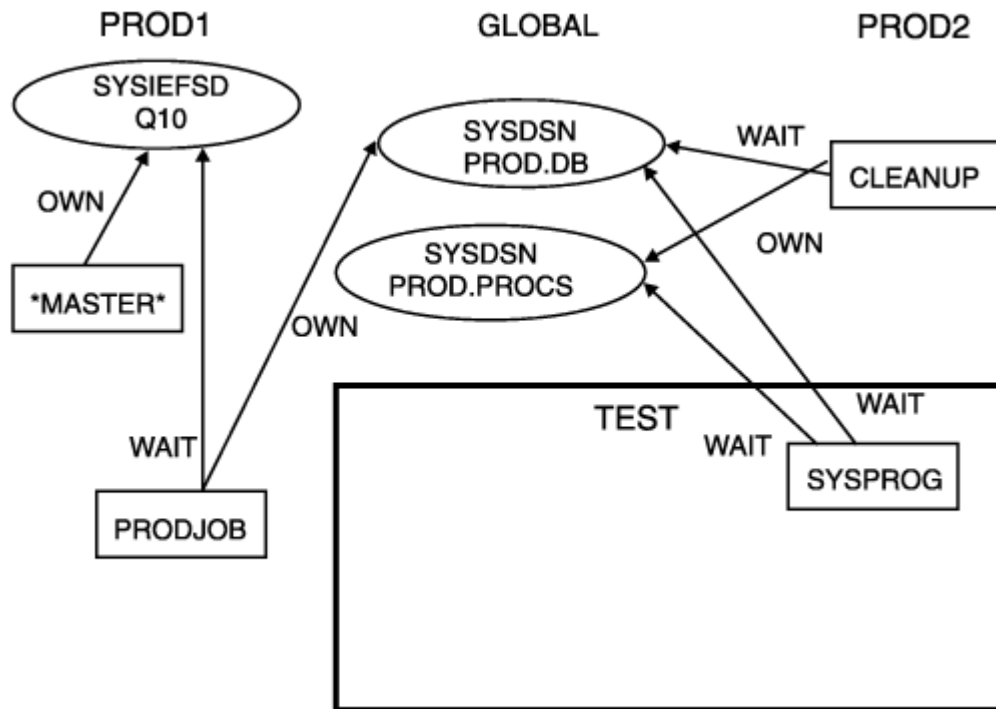 PROD1
GLOBAL
PROD2
SYSIEFSD
Q10
SYSDSN
PROD.DB
WAIT
CLEANUP
OWN
OWN
SYSDSN
PROD.PROCS
*MASTER*
OWN
TEST
WAIT
WAIT
WAIT
SYSPROG
PRODJOB